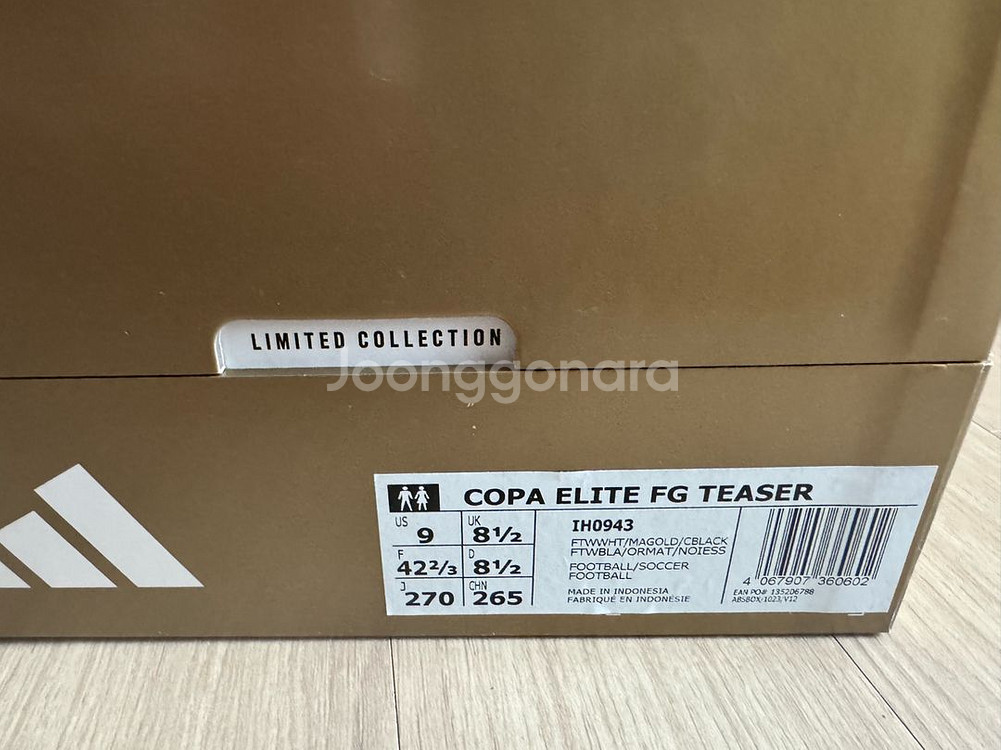 LIMITED COLLECTION
Joonggonara
COPA ELITE FG TEASER
US 9
UK 8½
F 42⅔
D 8½
J 270
CHN 265
IH0943
FTWWHT/MAGOLD/CBLACK
FTWBLA/ORMAT/NOIESS
FOOTBALL/SOCCER
FOOTBALL
MADE IN INDONESIA
FABRIQUÉ EN INDONÉSIE
4 067907 360602
EAN PO# 135206788
ABSBOX/1023/V12